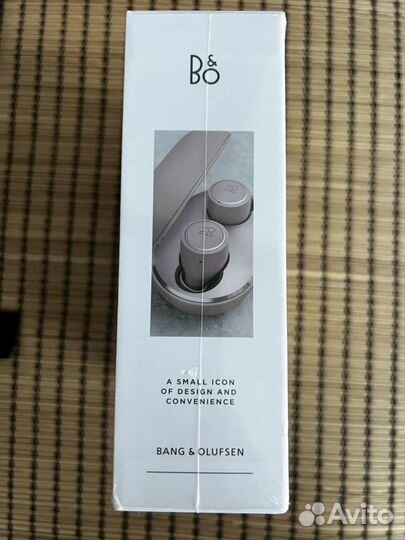 B&O
B&O
A SMALL ICON
OF DESIGN AND
CONVENIENCE
BANG & OLUFSEN
Avito